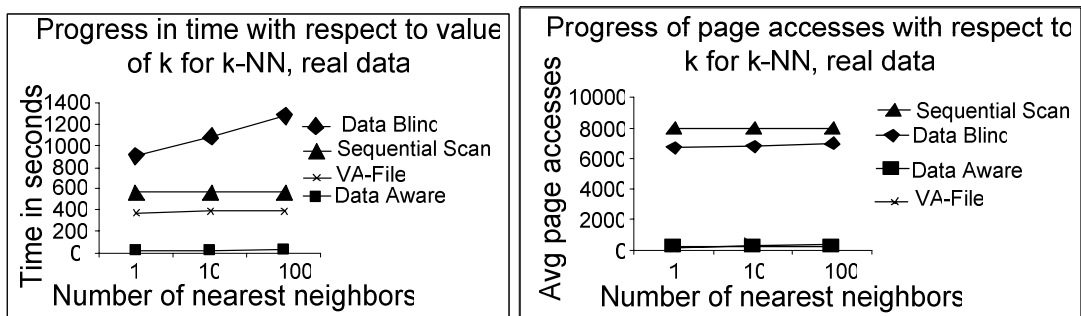 Progress in time with respect to value
of k for k-NN, real data
Time in seconds
1400
1200
1000
800
600
400
200
0
1 10 100
Number of nearest neighbors
Data Blind
Sequential Scan
VA-File
Data Aware
Progress of page accesses with respect to
k for k-NN, real data
Avg page accesses
10000
8000
6000
4000
2000
0
1 10 100
Number of nearest neighbors
Sequential Scan
Data Blind
Data Aware
VA-File